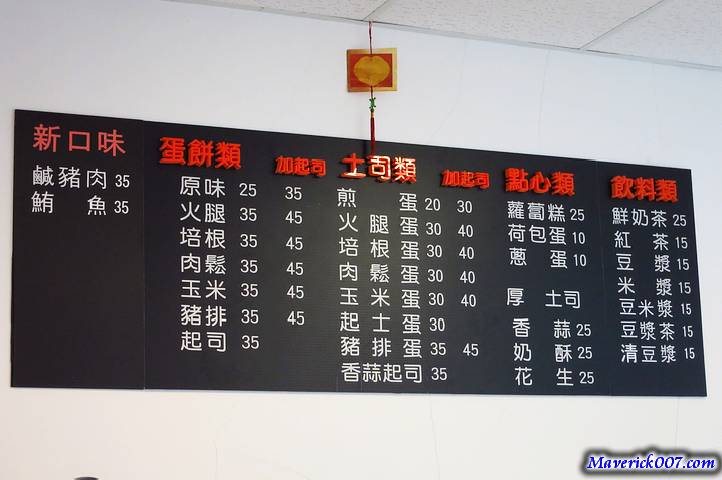 新口味
鹹豬肉 35
鮪魚 35
蛋餅類 加起司
原味 25 35
火腿 35 45
培根 35 45
肉鬆 35 45
玉米 35 45
豬排 35 45
起司 35
土司類 加起司
煎蛋 20 30
火腿蛋 30 40
培根蛋 30 40
肉鬆蛋 30 40
玉米蛋 30 40
起士蛋 30
豬排蛋 35 45
香蒜起司 35
點心類
蘿蔔糕 25
荷包蛋 10
蔥蛋 10
厚土司
香蒜 25
奶酥 25
花生 25
飲料類
鮮奶茶 25
紅茶 15
豆漿 15
米漿 15
豆米漿 15
豆漿茶 15
清豆漿 15
Maverick007.com